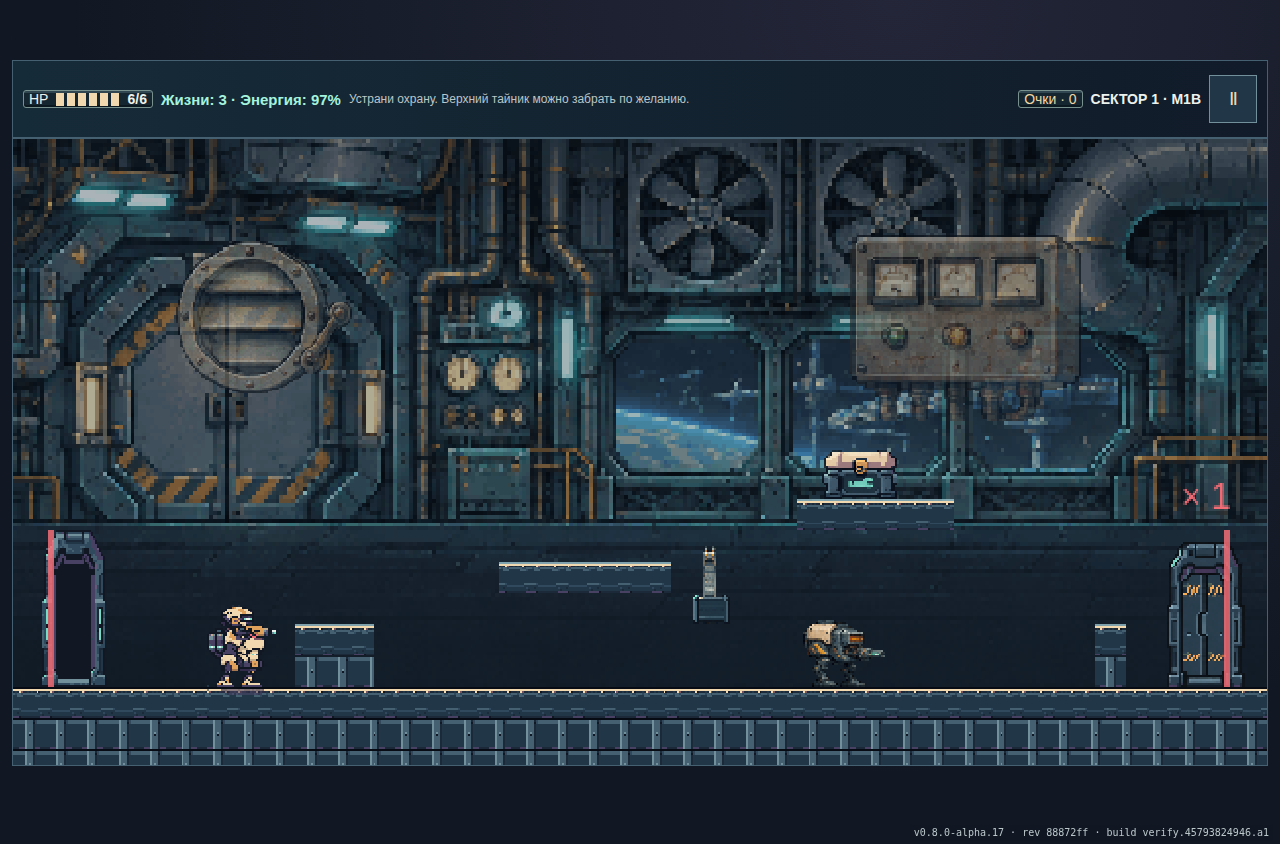 HP 6/6 Жизни: 3 · Энергия: 97% Устрани охрану. Верхний тайник можно забрать по желанию. Очки · 0 СЕКТОР 1 · M1B II
× 1
v0.8.0-alpha.17 · rev 88872ff · build verify.45793824946.a1